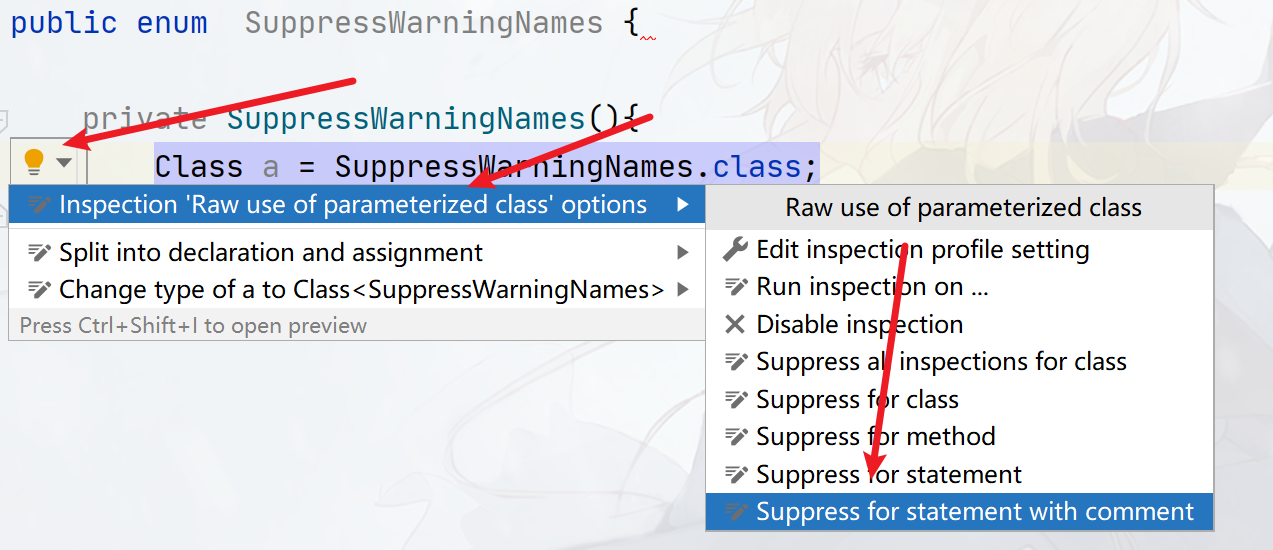 public enum  SuppressWarningNames {
private SuppressWarningNames(){
Class a = SuppressWarningNames.class;
Inspection 'Raw use of parameterized class' options
Split into declaration and assignment
Change type of a to Class<SuppressWarningNames>
Press Ctrl+Shift+I to open preview
Raw use of parameterized class
Edit inspection profile setting
Run inspection on ...
Disable inspection
Suppress all inspections for class
Suppress for class
Suppress for method
Suppress for statement
Suppress for statement with comment